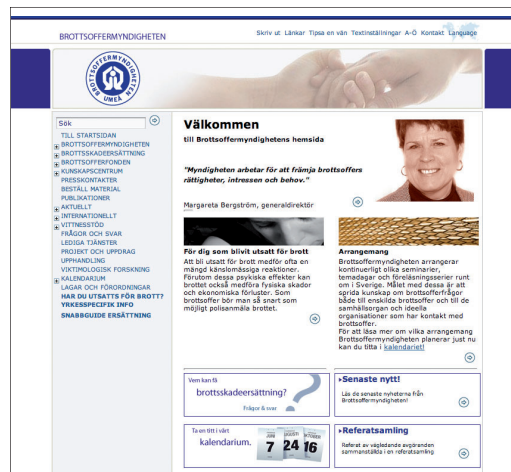 BROTTSOFFERMYNDIGHETEN
Skriv ut Länkar Tipsa en vän Textinställningar A-Ö Kontakt Language
BROTTSOFFERMYNDIGHETEN
UMEÅ
Sök
TILL STARTSIDAN
BROTTSOFFERMYNDIGHETEN
BROTTSSKADEERSÄTTNING
BROTTSOFFERFONDEN
KUNSKAPSCENTRUM
PRESSKONTAKTER
BESTÄLL MATERIAL
PUBLIKATIONER
AKTUELLT
INTERNATIONELLT
VITTNESSTÖD
FRÅGOR OCH SVAR
LEDIGA TJÄNSTER
PROJEKT OCH UPPDRAG
UPPHANDLING
VIKTIMOLOGISK FORSKNING
KALENDARIUM
LAGAR OCH FÖRORDNINGAR
HAR DU UTSATTS FÖR BROTT?
YRKESSPECIFIK INFO
SNABBGUIDE ERSÄTTNING
Välkommen
till Brottsoffermyndighetens hemsida
"Myndigheten arbetar för att främja brottsoffers
rättigheter, intressen och behov."
Margareta Bergström, generaldirektör
För dig som blivit utsatt för brott
Att bli utsatt för brott medför ofta en
mängd känslomässiga reaktioner.
Förutom dessa psykiska effekter kan
brottet också medföra fysiska skador
och ekonomiska förluster. Som
brottsoffer bör man så snart som
möjligt polisanmäla brottet.
Arrangemang
Brottsoffermyndigheten arrangerar
kontinuerligt olika seminarier,
temadagar och föreläsningsserier runt
om i Sverige. Målet med dessa är att
sprida kunskap om brottsofferfrågor
både till enskilda brottsoffer och till de
samhällsorgan och ideella
organisationer som har kontakt med
brottsoffer.
För att läsa mer om vilka arrangemang
Brottsoffermyndigheten planerar just nu
kan du titta i kalendariet!
Vem kan få
brottsskadeersättning?
Frågor & svar
Senaste nytt!
Läs de senaste nyheterna från
Brottsoffermyndigheten!
Ta en titt i vårt
kalendarium.
JUNI AUGUSTI OKTOBER
7 24 16
Referatsamling
Referat av vägledande avgöranden
sammanställda i en referatsamling